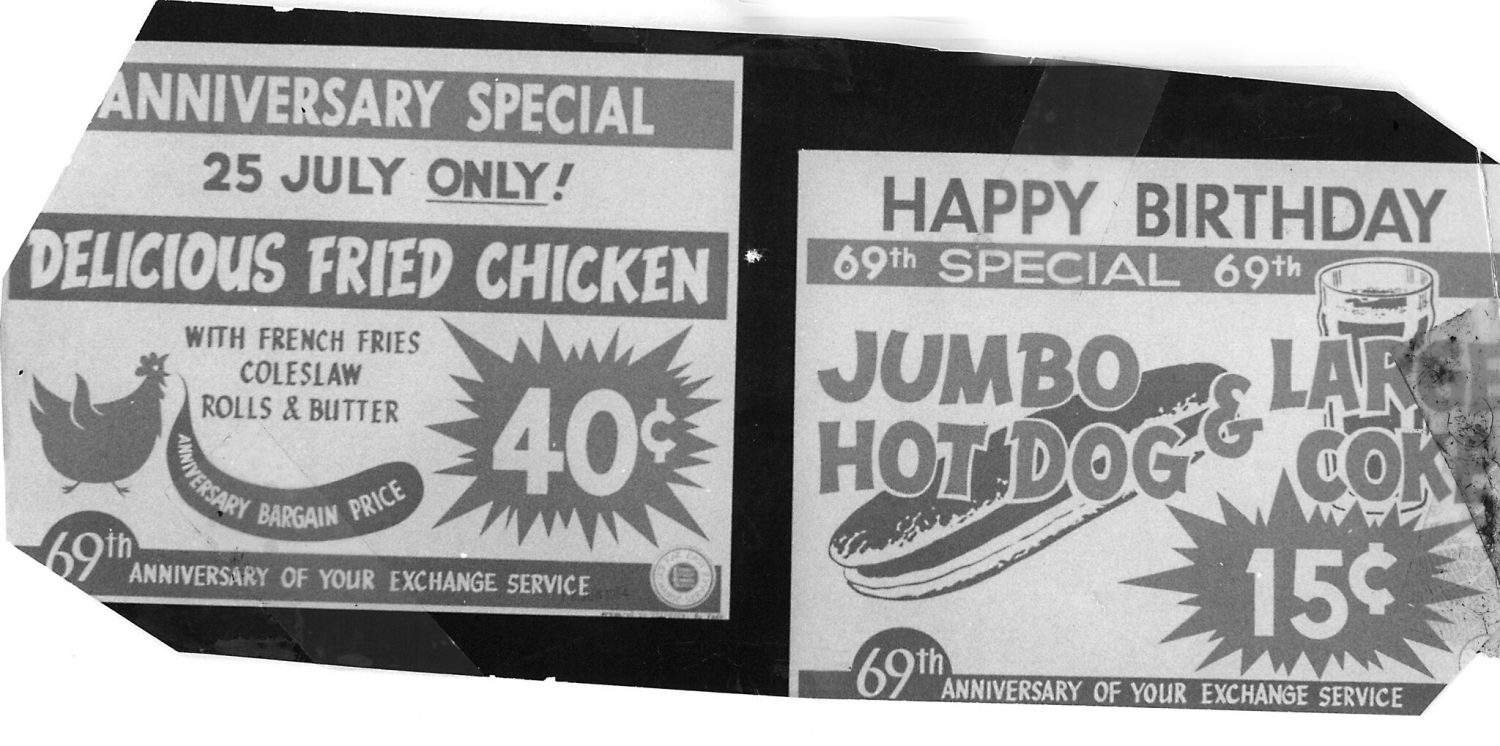 ANNIVERSARY SPECIAL
25 JULY ONLY!
DELICIOUS FRIED CHICKEN
WITH FRENCH FRIES
COLESLAW
ROLLS & BUTTER
40¢
ANNIVERSARY BARGAIN PRICE
69th
ANNIVERSARY OF YOUR EXCHANGE SERVICE
HAPPY BIRTHDAY
69th SPECIAL 69th
JUMBO
HOT DOG & LAR
COK
15¢
69th
ANNIVERSARY OF YOUR EXCHANGE SERVICE